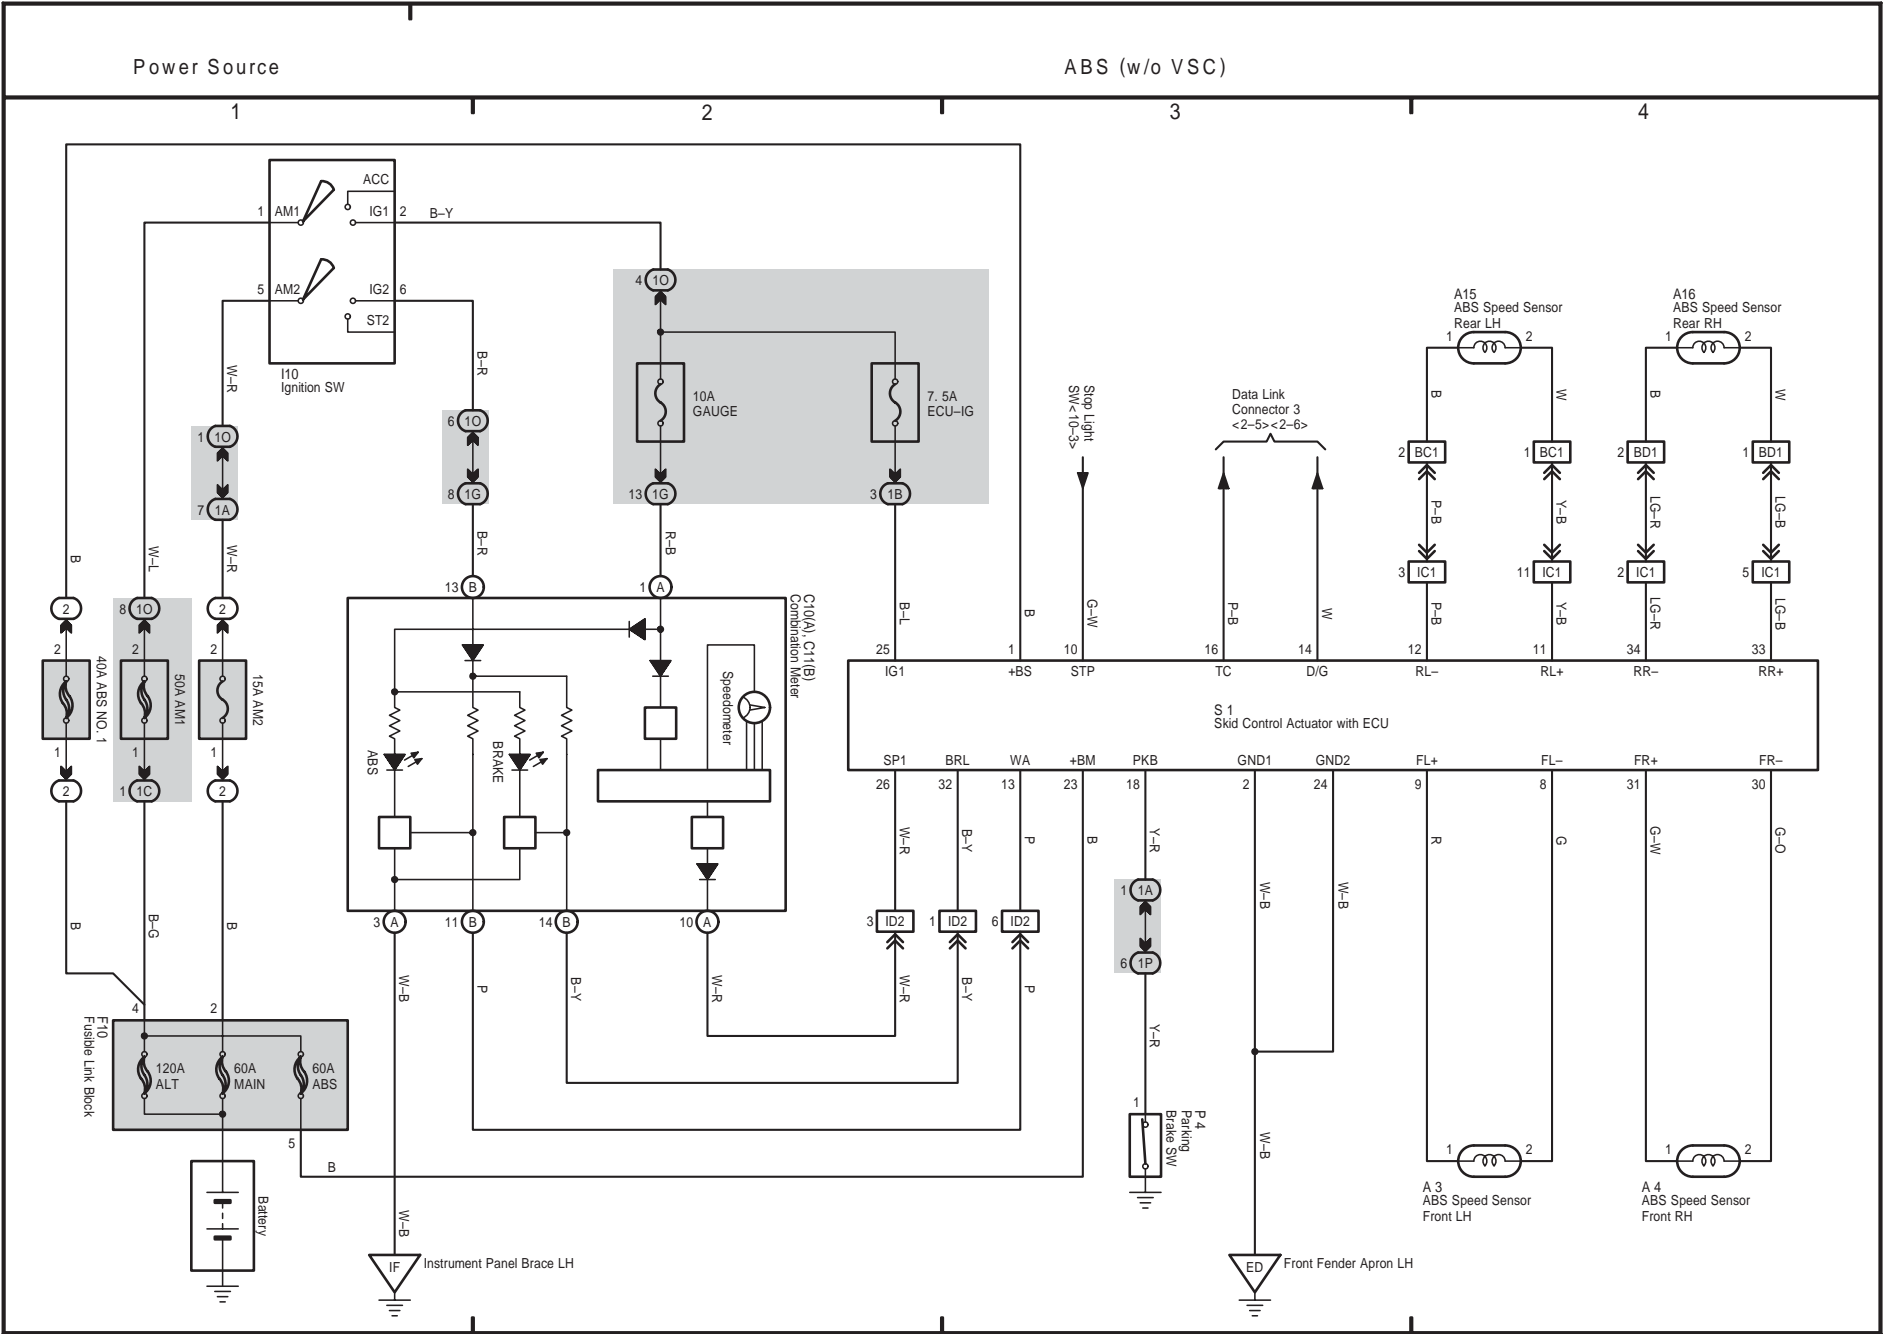 Power Source
ABS (w/o VSC)
1
2
3
4
ACC
1
AM1
IG1
2
B–Y
5
AM2
IG2
6
ST2
I10
Ignition SW
4
1O
10A
GAUGE
7. 5A
ECU–IG
13
1G
3
1B
W–R
B–R
1
1O
7
1A
6
1O
8
1G
B
W–L
W–R
B–R
R–B
B–L
B
G–W
P–B
W
Stop Light
SW<10–3>
Data Link
Connector 3
<2–5><2–6>
A15
ABS Speed Sensor
Rear LH
1
2
A16
ABS Speed Sensor
Rear RH
1
2
B
W
B
W
2
BC1
1
BC1
2
BD1
1
BD1
P–B
Y–B
LG–R
LG–B
3
IC1
11
IC1
2
IC1
5
IC1
P–B
Y–B
LG–R
LG–B
2
8
1O
2
2
2
2
40A ABS NO. 1
50A AM1
15A AM2
1
1
1
2
1
1C
2
13
B
1
A
C10(A), C11(B)
Combination Meter
Speedometer
ABS
BRAKE
3
A
11
B
14
B
10
A
25
1
10
16
14
12
11
34
33
IG1
+BS
STP
TC
D/G
RL–
RL+
RR–
RR+
S 1
Skid Control Actuator with ECU
SP1
BRL
WA
+BM
PKB
GND1
GND2
FL+
FL–
FR+
FR–
26
32
13
23
18
2
24
9
8
31
30
W–R
B–Y
P
B
Y–R
W–B
W–B
R
G
G–W
G–O
3
ID2
1
ID2
6
ID2
1
1A
6
1P
B
B–G
B
W–B
P
B–Y
W–R
W–R
B–Y
P
Y–R
4
2
F10
Fusible Link Block
120A
ALT
60A
MAIN
60A
ABS
5
B
Battery
W–B
IF
Instrument Panel Brace LH
1
P 4
Parking
Brake SW
W–B
ED
Front Fender Apron LH
1
2
A 3
ABS Speed Sensor
Front LH
1
2
A 4
ABS Speed Sensor
Front RH